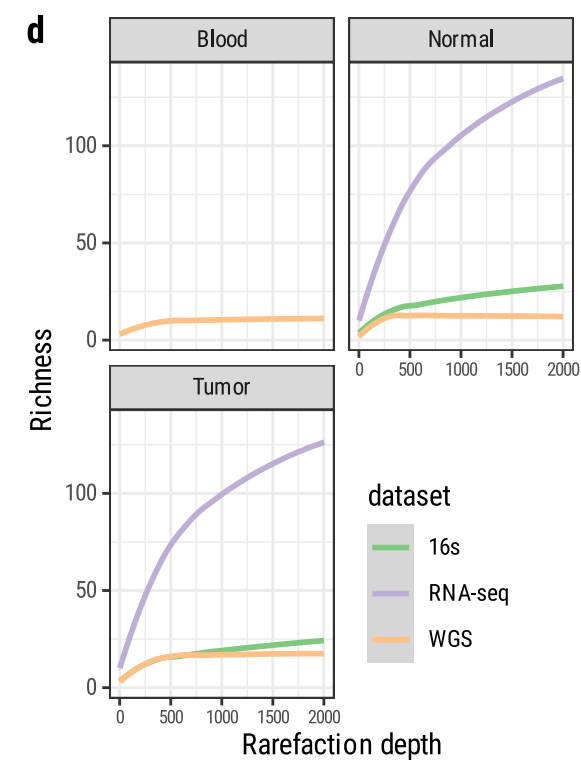 d
Blood
Normal
100
50
0
0 500 1000 1500 2000
Richness
Tumor
100
50
0
0 500 1000 1500 2000
Rarefaction depth
dataset
16s
RNA-seq
WGS